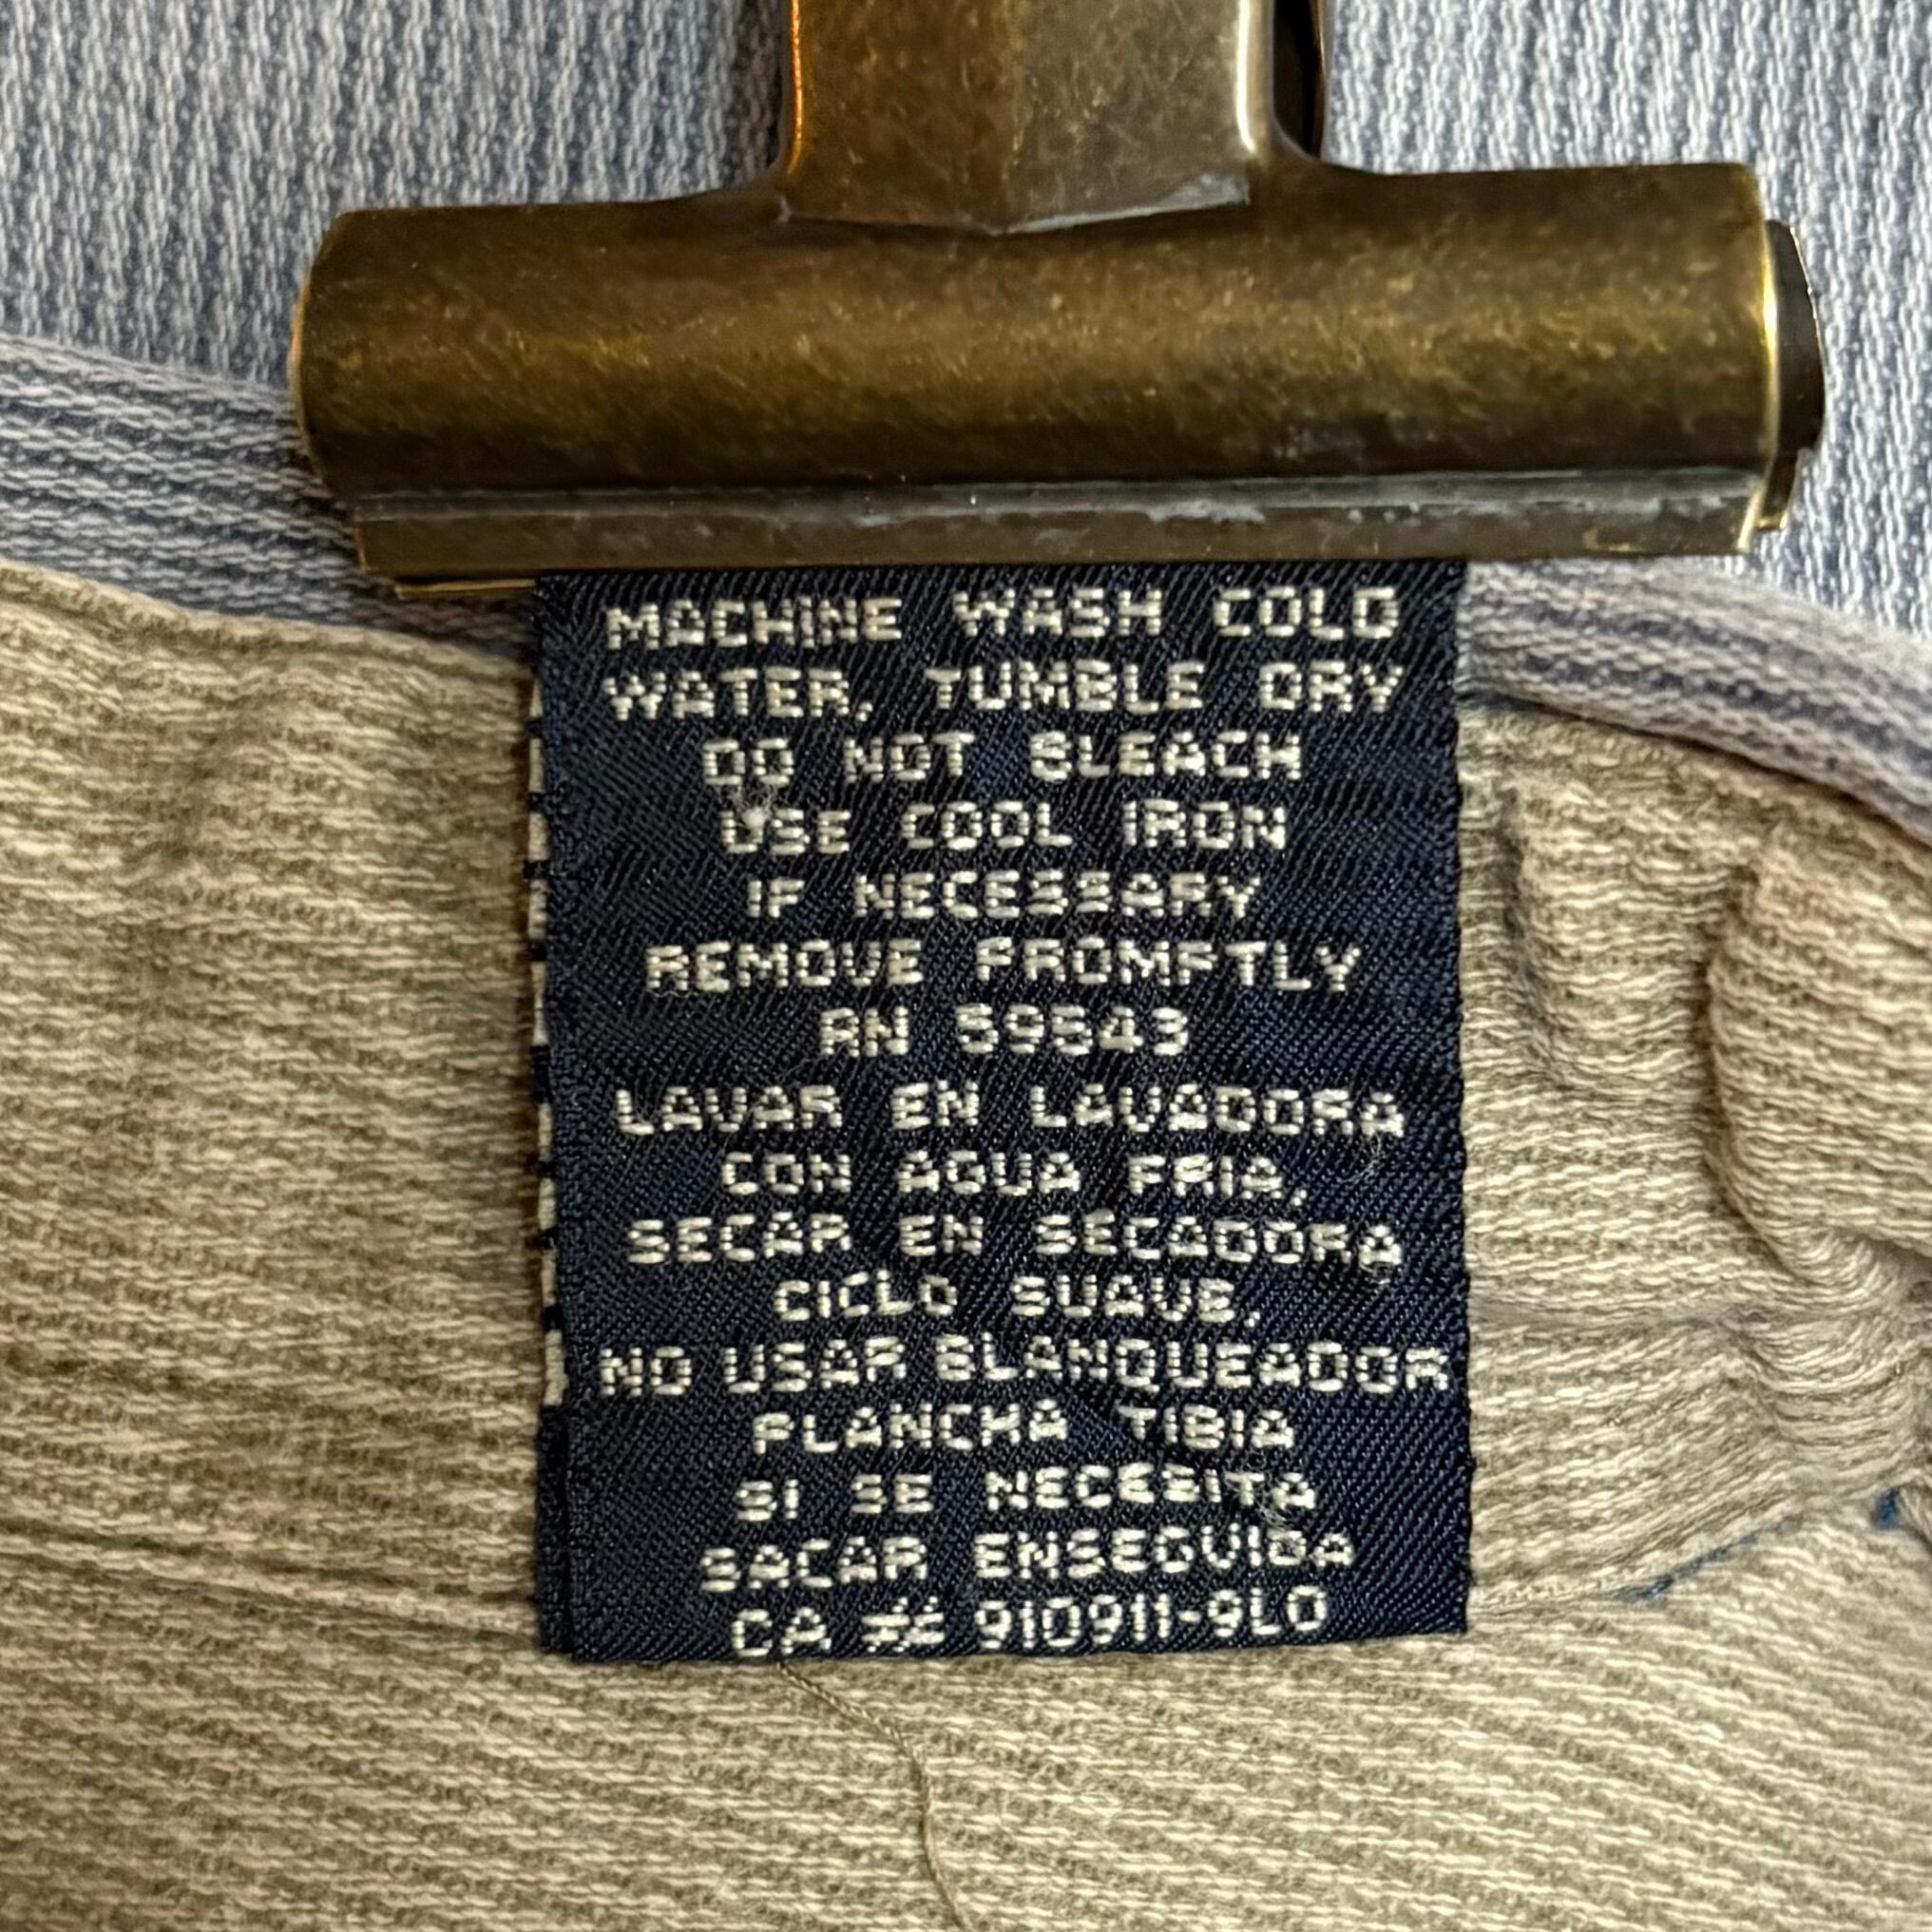 MACHINE WASH COLD
WATER, TUMBLE DRY
DO NOT BLEACH
USE COOL IRON
IF NECESSARY
REMOVE PROMPTLY
RN 59543
LAVAR EN LAVADORA
CON AGUA FRIA,
SECAR EN SECADORA
CICLO SUAVE,
NO USAR BLANQUEADOR
PLANCHA TIBIA
SI SE NECESITA
SACAR ENSEGUIDA
CA # 910911-9LO